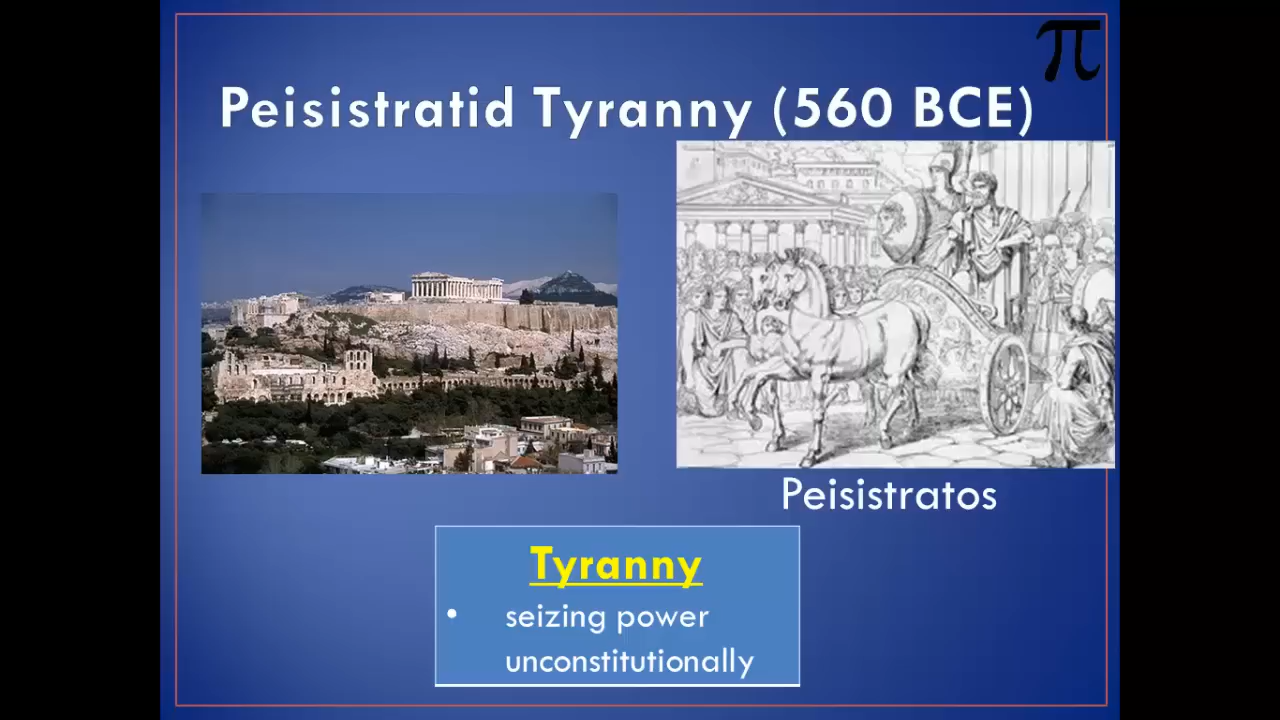 π
Peisistratid Tyranny (560 BCE)
Peisistratos
Tyranny
• seizing power
unconstitutionally